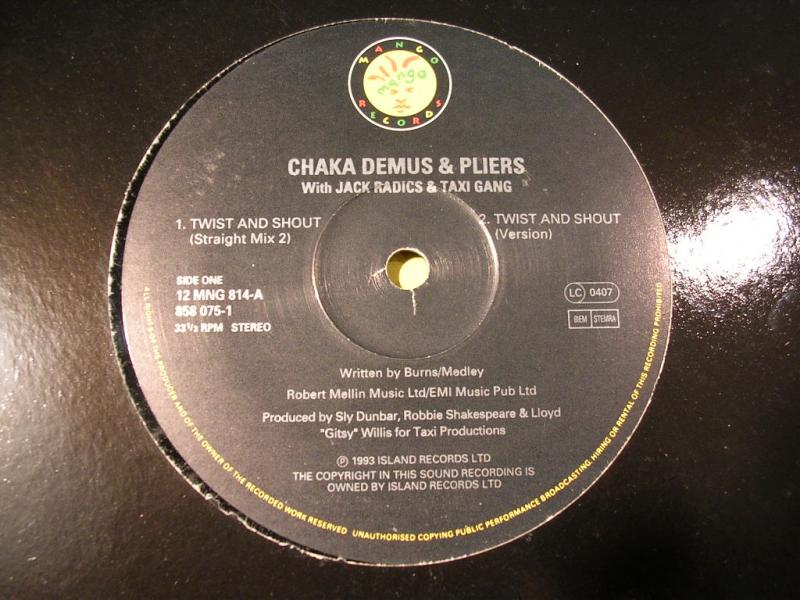 MANGO
mango
RECORDS
CHAKA DEMUS & PLIERS
With JACK RADICS & TAXI GANG
1. TWIST AND SHOUT
(Straight Mix 2)
2. TWIST AND SHOUT
(Version)
SIDE ONE
12 MNG 814-A
858 075-1
33⅓ RPM STEREO
LC 0407
BIEM STEMRA
Written by Burns/Medley
Robert Mellin Music Ltd/EMI Music Pub Ltd
Produced by Sly Dunbar, Robbie Shakespeare & Lloyd
"Gitsy" Willis for Taxi Productions
℗ 1993 ISLAND RECORDS LTD
THE COPYRIGHT IN THIS SOUND RECORDING IS
OWNED BY ISLAND RECORDS LTD
ALL RIGHTS OF THE PRODUCER AND OF THE OWNER OF THE RECORDED WORK RESERVED UNAUTHORISED COPYING PUBLIC PERFORMANCE BROADCASTING, HIRING OR RENTAL OF THIS RECORDING PROHIBITED